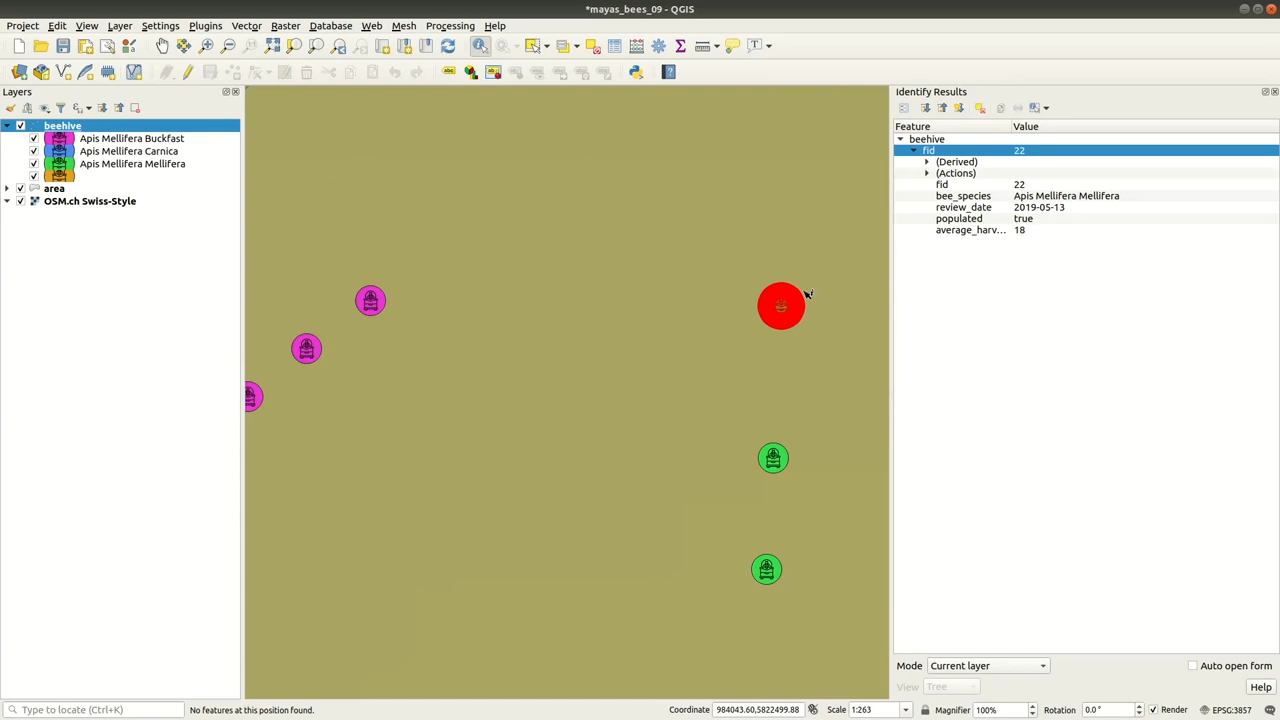 *mayas_bees_09 - QGIS
Project Edit View Layer Settings Plugins Vector Raster Database Web Mesh Processing Help
Layers
beehive
Apis Mellifera Buckfast
Apis Mellifera Carnica
Apis Mellifera Mellifera
area
OSM.ch Swiss-Style
Identify Results
Feature Value
beehive
fid 22
(Derived)
(Actions)
fid 22
bee_species Apis Mellifera Mellifera
review_date 2019-05-13
populated true
average_harv... 18
Mode Current layer Auto open form
View Tree Help
Type to locate (Ctrl+K) No features at this position found. Coordinate 984043.60,5822499.88 Scale 1:263 Magnifier 100% Rotation 0.0 ° Render EPSG:3857